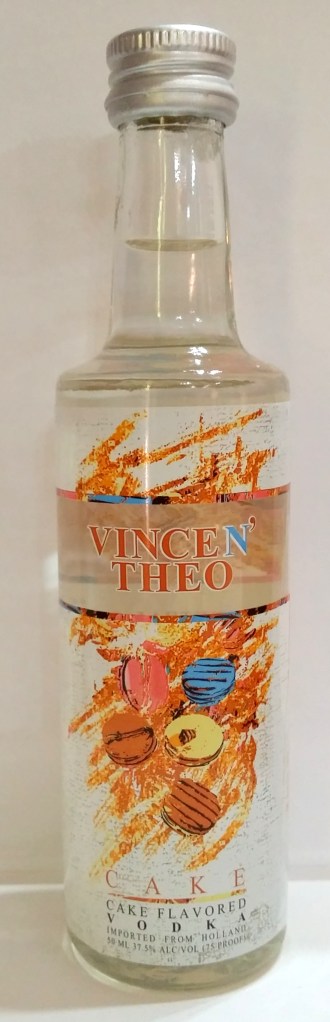 VINCEN'
THEO
CAKE
CAKE FLAVORED
VODKA
IMPORTED FROM HOLLAND
50 ML 37.5% ALC/VOL (75 PROOF)